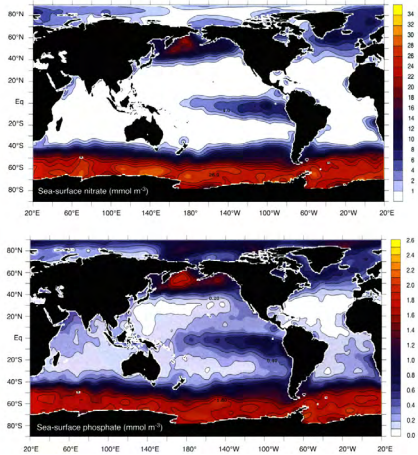 80°N
60°N
40°N
20°N
Eq
20°S
40°S
60°S
80°S
Sea-surface nitrate (mmol m-3)
20°E 60°E 100°E 140°E 180° 140°W 100°W 60°W 20°W 20°E
34
32
30
28
26
24
22
20
18
16
14
12
10
8
6
4
2
1
80°N
60°N
40°N
20°N
Eq
20°S
40°S
60°S
80°S
Sea-surface phosphate (mmol m-3)
20°E 60°E 100°E 140°E 180° 140°W 100°W 60°W 20°W 20°E
2.6
2.4
2.2
2.0
1.8
1.6
1.4
1.2
1.0
0.8
0.6
0.4
0.2
0.0